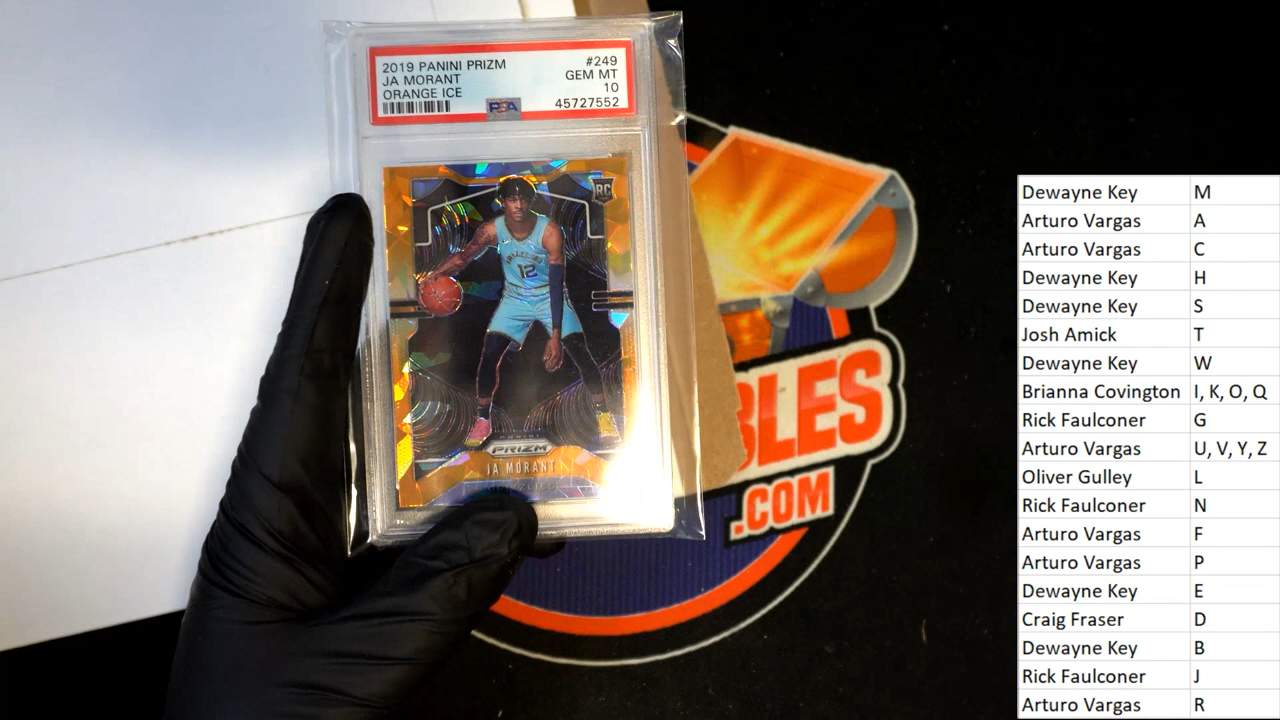 2019 PANINI PRIZM #249
JA MORANT GEM MT
ORANGE ICE 10
PSA 45727552
RC
12
PANINI
PRIZM
JA MORANT
BLES
.COM
Dewayne Key M
Arturo Vargas A
Arturo Vargas C
Dewayne Key H
Dewayne Key S
Josh Amick T
Dewayne Key W
Brianna Covington I, K, O, Q
Rick Faulconer G
Arturo Vargas U, V, Y, Z
Oliver Gulley L
Rick Faulconer N
Arturo Vargas F
Arturo Vargas P
Dewayne Key E
Craig Fraser D
Dewayne Key B
Rick Faulconer J
Arturo Vargas R